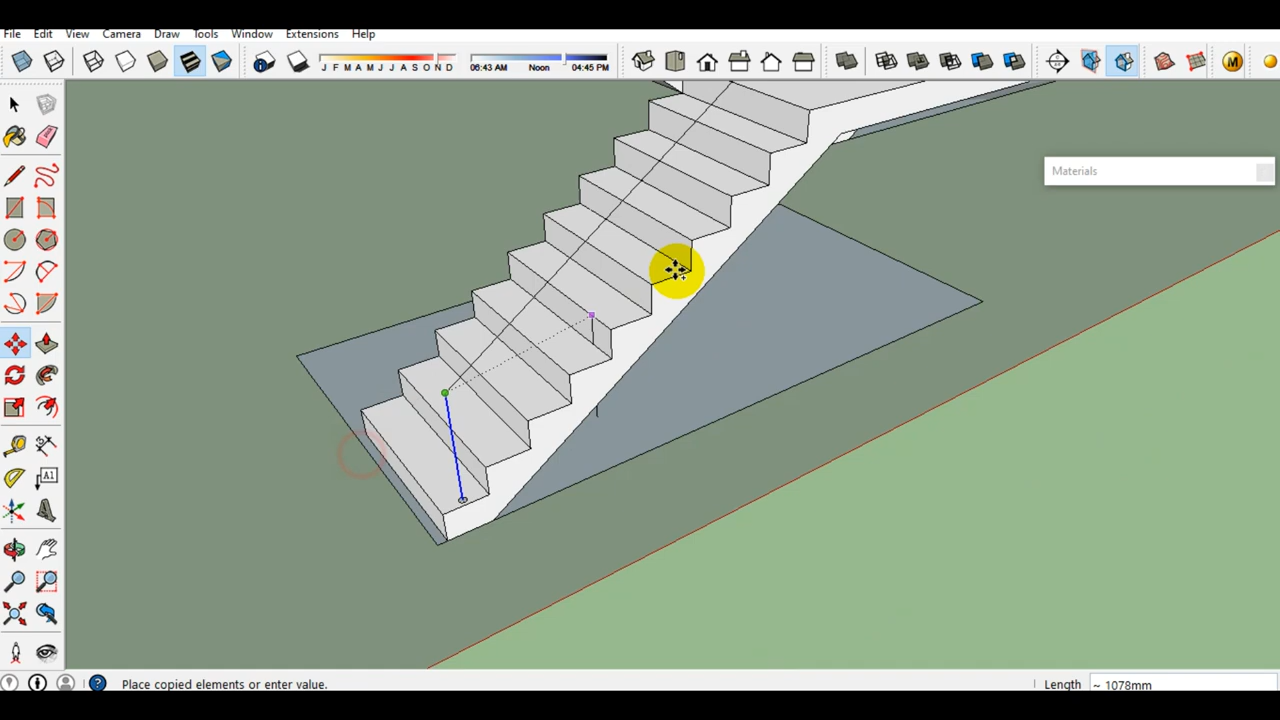 File Edit View Camera Draw Tools Window Extensions Help
J F M A M J J A S O N D
06:43 AM Noon 04:45 PM
M
Materials
A1
A
Place copied elements or enter value.
Length ~ 1078mm